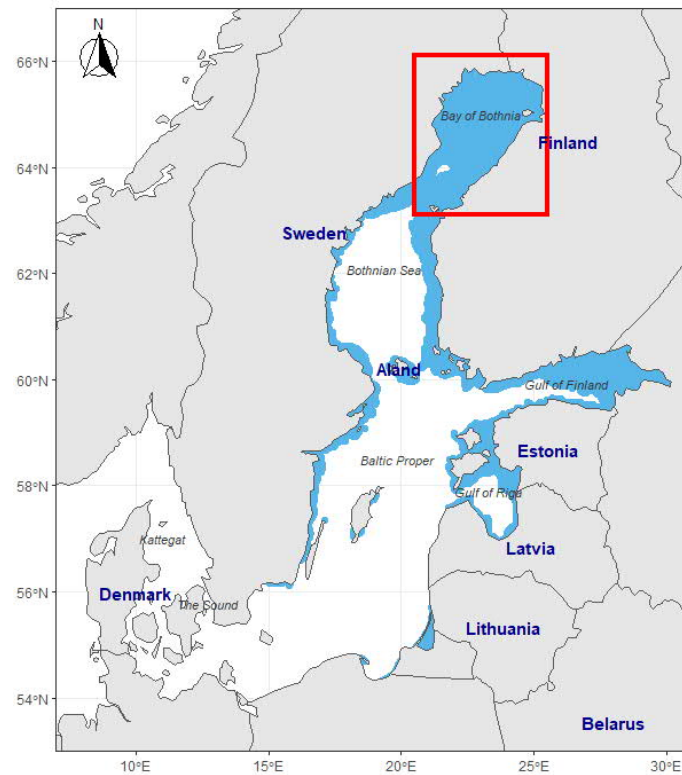 N
66°N
Bay of Bothnia
Finland
64°N
Sweden
62°N
Bothnian Sea
Aland
60°N
Gulf of Finland
Baltic Proper
Estonia
58°N
Gulf of Riga
Kattegat
Latvia
56°N
Denmark
The Sound
Lithuania
54°N
Belarus
10°E
15°E
20°E
25°E
30°E